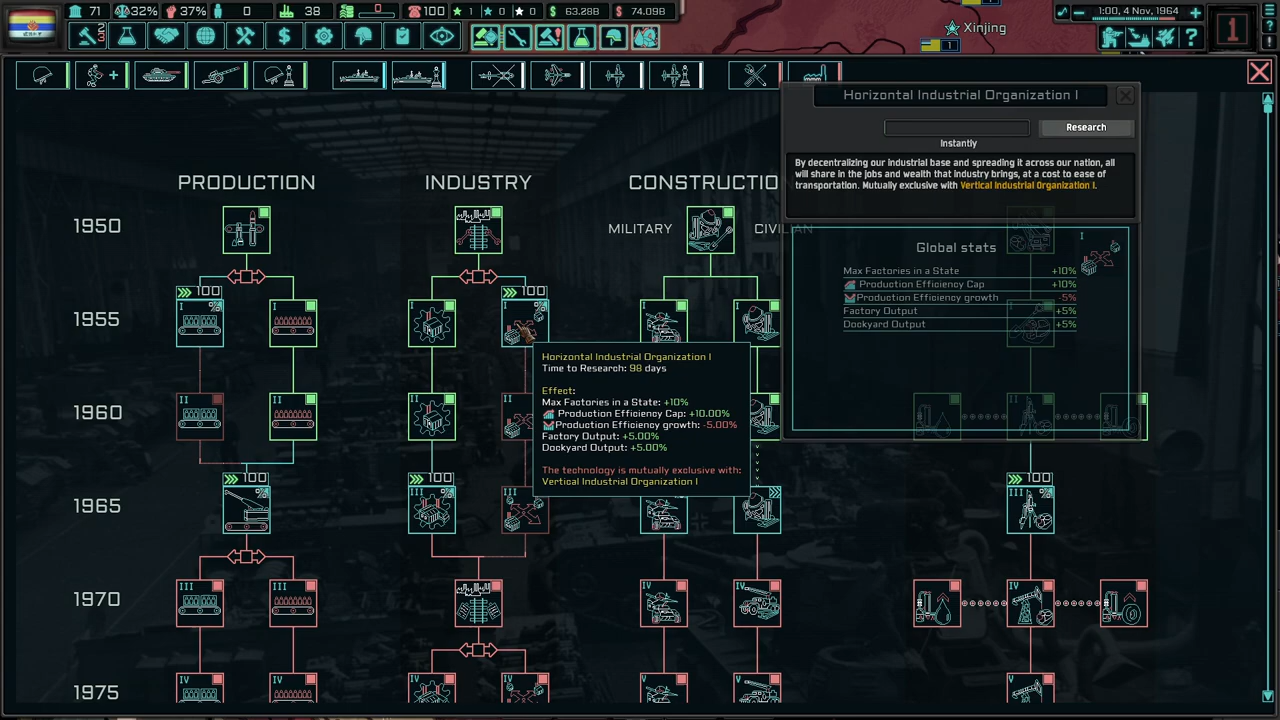 71 32% 37% 0 38 0 100 1 0 0 $ 63.28B $ 74.09B
1:00, 4 Nov, 1964
1
2
Xinjing
1
Horizontal Industrial Organization I
Research
Instantly
By decentralizing our industrial base and spreading it across our nation, all
will share in the jobs and wealth that industry brings, at a cost to ease of
transportation. Mutually exclusive with Vertical Industrial Organization I.
Global stats
Max Factories in a State +10%
Production Efficiency Cap +10%
Production Efficiency growth -5%
Factory Output +5%
Dockyard Output +5%
PRODUCTION INDUSTRY CONSTRUCTIO
1950
MILITARY CIVILIAN
100 100
1955
Horizontal Industrial Organization I
Time to Research: 98 days
Effect:
Max Factories in a State: +10%
Production Efficiency Cap: +10.00%
Production Efficiency growth: -5.00%
Factory Output: +5.00%
Dockyard Output: +5.00%
The technology is mutually exclusive with:
Vertical Industrial Organization I
1960
100 100 100
1965
1970
1975